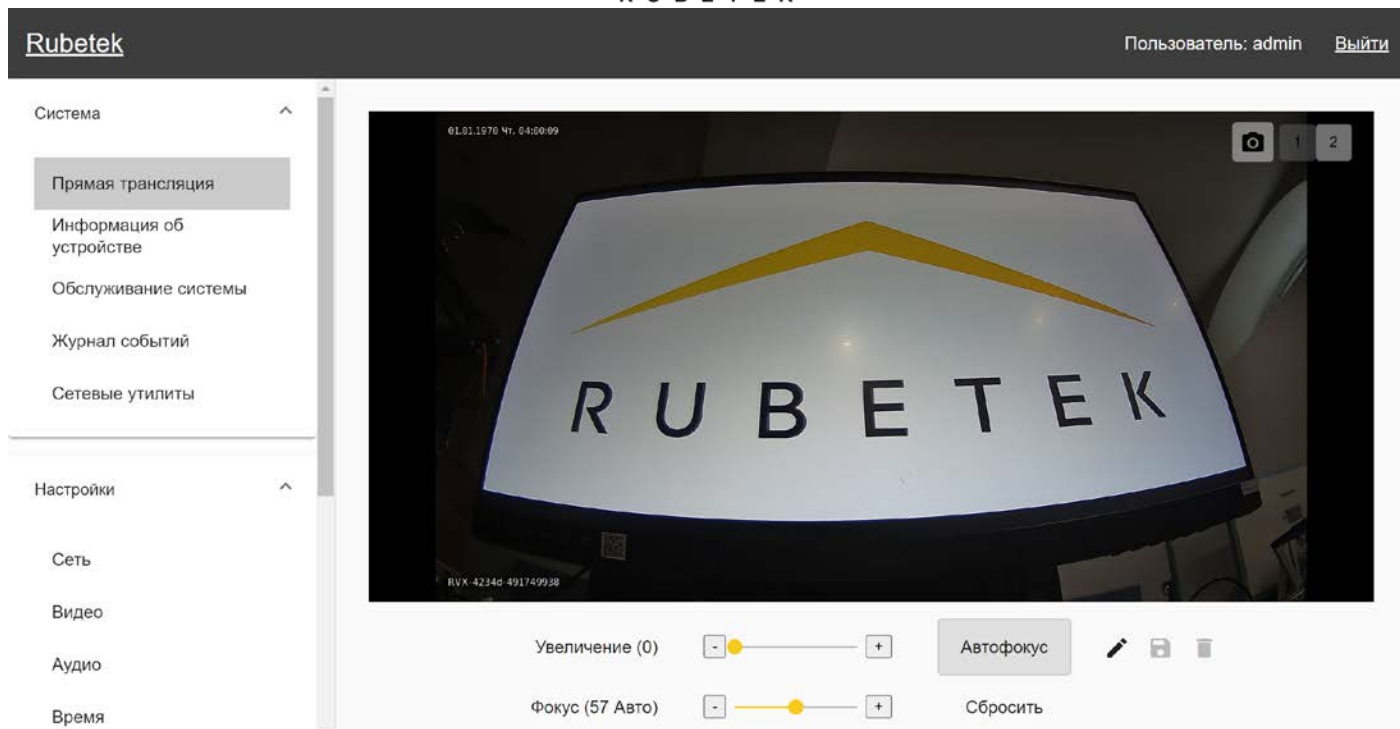 Rubetek
Пользователь: admin Выйти
Система
Прямая трансляция
Информация об
устройстве
Обслуживание системы
Журнал событий
Сетевые утилиты
Настройки
Сеть
Видео
Аудио
Время
01.01.1970 Чт. 04:00:09
1 2
RUBETEK
RVX-4234d-491749938
Увеличение (0) - + Автофокус
Фокус (57 Авто) - + Сбросить